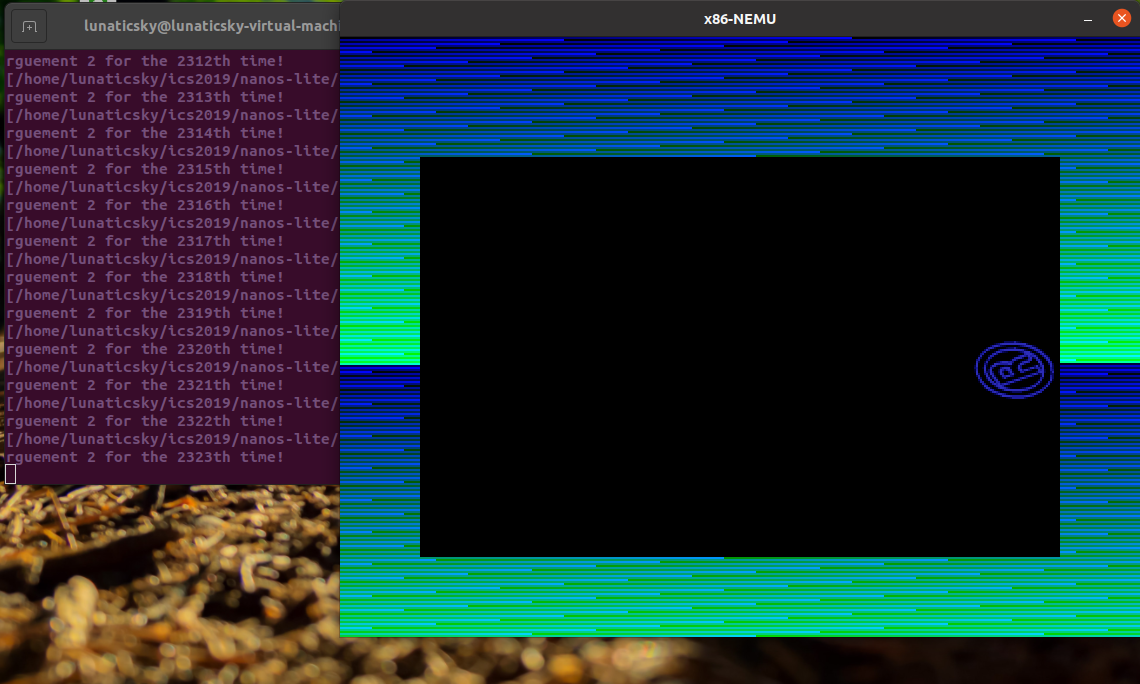 lunaticsky@lunaticsky-virtual-mach
x86-NEMU
rguement 2 for the 2312th time!
[/home/lunaticsky/ics2019/nanos-lite/
rguement 2 for the 2313th time!
[/home/lunaticsky/ics2019/nanos-lite/
rguement 2 for the 2314th time!
[/home/lunaticsky/ics2019/nanos-lite/
rguement 2 for the 2315th time!
[/home/lunaticsky/ics2019/nanos-lite/
rguement 2 for the 2316th time!
[/home/lunaticsky/ics2019/nanos-lite/
rguement 2 for the 2317th time!
[/home/lunaticsky/ics2019/nanos-lite/
rguement 2 for the 2318th time!
[/home/lunaticsky/ics2019/nanos-lite/
rguement 2 for the 2319th time!
[/home/lunaticsky/ics2019/nanos-lite/
rguement 2 for the 2320th time!
[/home/lunaticsky/ics2019/nanos-lite/
rguement 2 for the 2321th time!
[/home/lunaticsky/ics2019/nanos-lite/
rguement 2 for the 2322th time!
[/home/lunaticsky/ics2019/nanos-lite/
rguement 2 for the 2323th time!
R